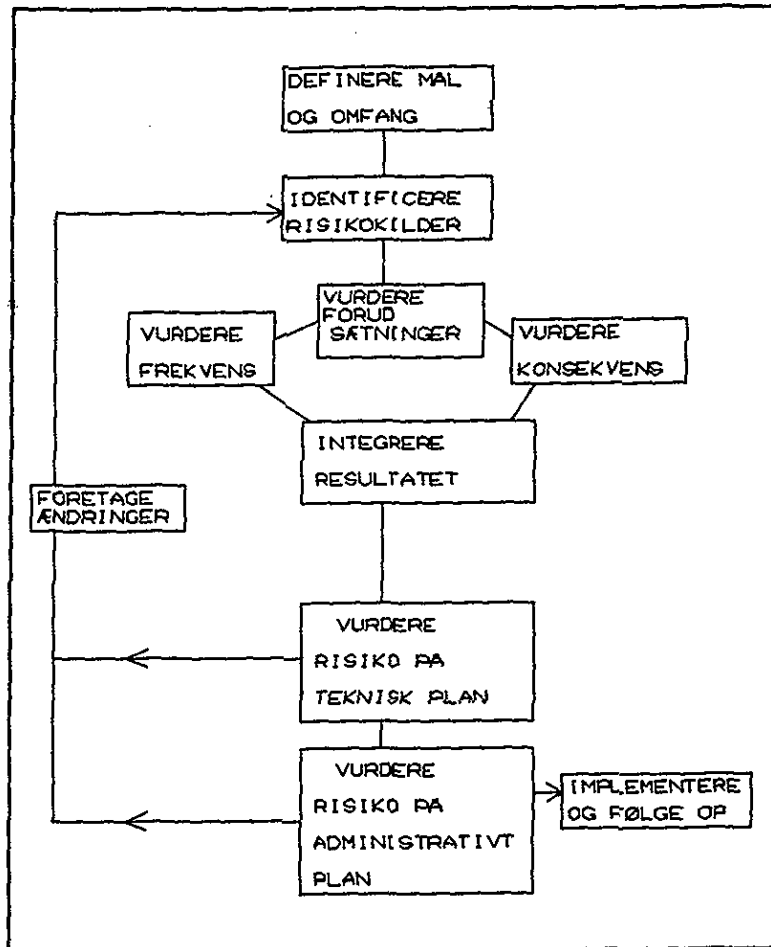 DEFINERE MAL
OG OMFANG
IDENTIFICERE
RISIKOKILDER
VURDERE
FORUD
SÆTNINGER
VURDERE
FREKVENS
VURDERE
KONSEKVENS
INTEGRERE
RESULTATET
FORETAGE
ÆNDRINGER
VURDERE
RISIKO PA
TEKNISK PLAN
VURDERE
RISIKO PA
ADMINISTRATIVT
PLAN
IMPLEMENTERE
OG FØLGE OP